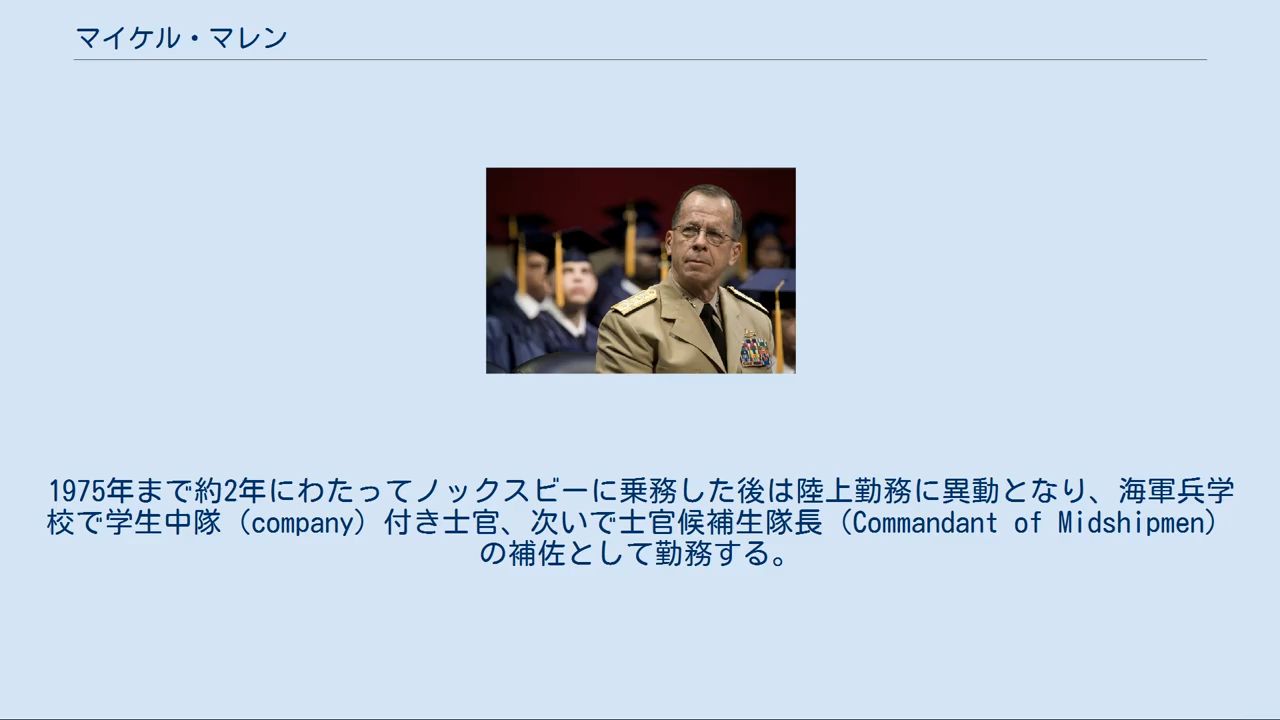 マイケル・マレン
1975年まで約2年にわたってノックスビーに乗務した後は陸上勤務に異動となり、海軍兵学
校で学生中隊（company）付き士官、次いで士官候補生隊長（Commandant of Midshipmen）
の補佐として勤務する。